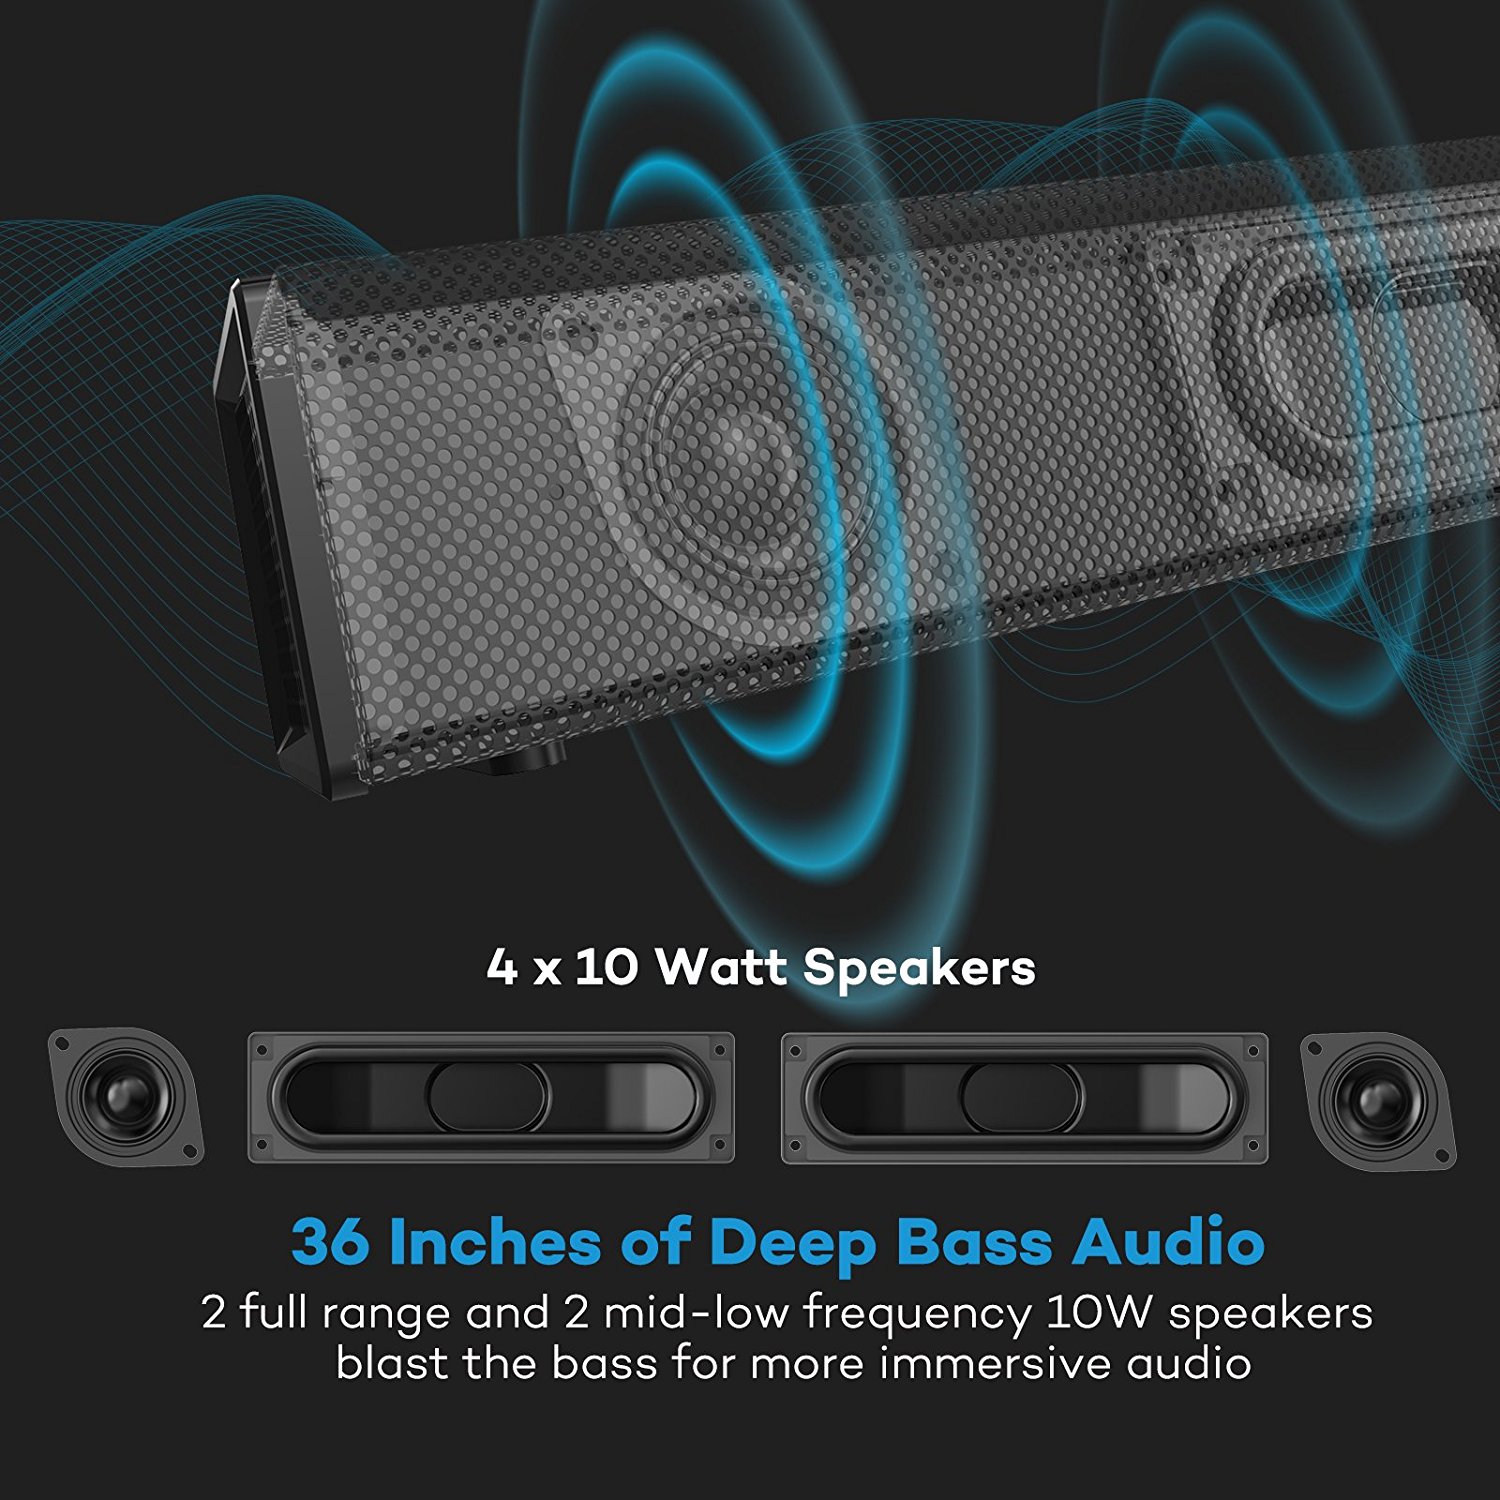 4 x 10 Watt Speakers
36 Inches of Deep Bass Audio
2 full range and 2 mid-low frequency 10W speakers
blast the bass for more immersive audio